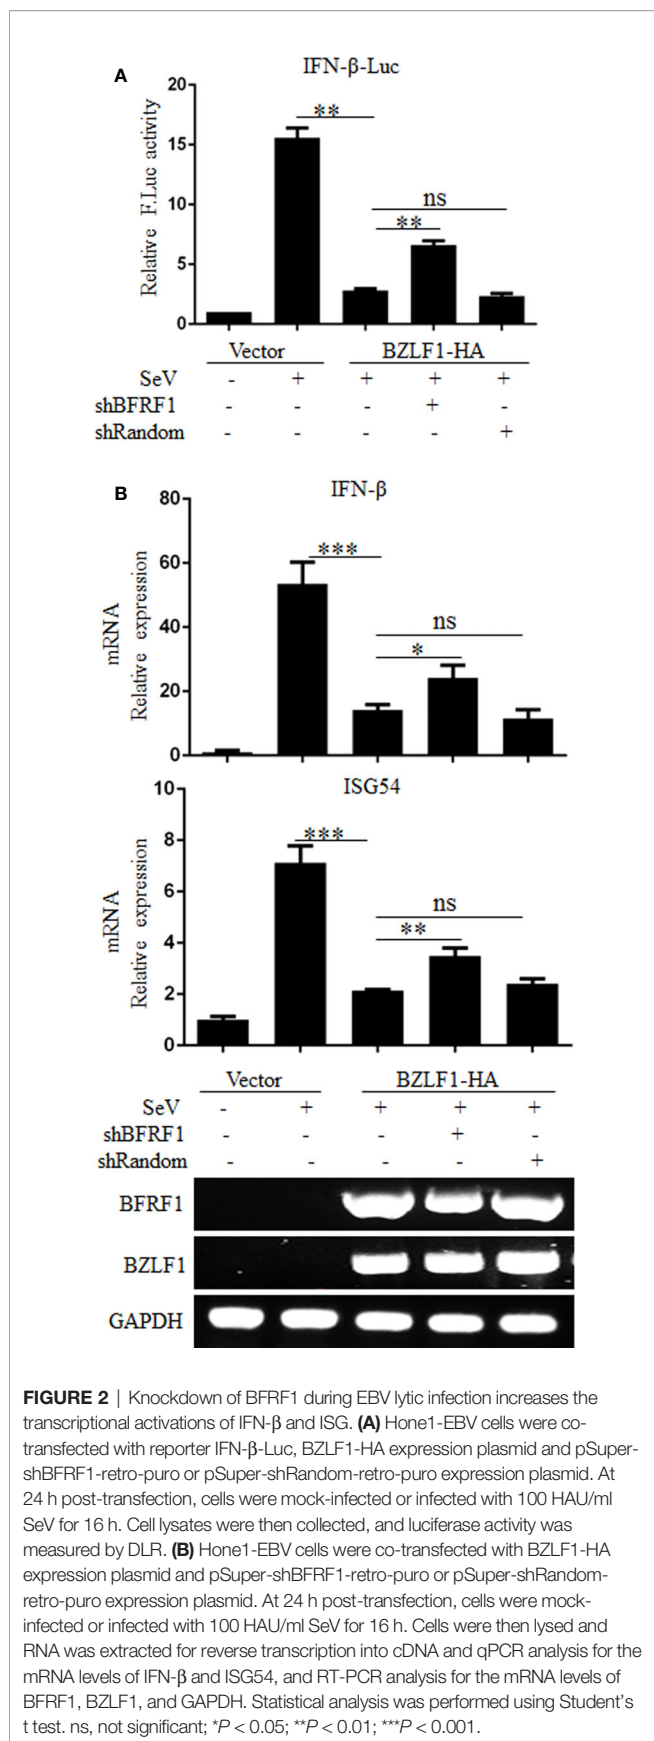 A
IFN-β-Luc
Relative F.Luc activity
20
15
10
5
0
**
**
ns
Vector BZLF1-HA
SeV - + + + +
shBFRF1 - - - + -
shRandom - - - - +
B
IFN-β
mRNA
Relative expression
80
60
40
20
0
***
*
ns
ISG54
mRNA
Relative expression
10
8
6
4
2
0
***
**
ns
Vector BZLF1-HA
SeV - + + + +
shBFRF1 - - - + -
shRandom - - - - +
BFRF1
BZLF1
GAPDH
FIGURE 2 | Knockdown of BFRF1 during EBV lytic infection increases the
transcriptional activations of IFN-β and ISG. (A) Hone1-EBV cells were co-
transfected with reporter IFN-β-Luc, BZLF1-HA expression plasmid and pSuper-
shBFRF1-retro-puro or pSuper-shRandom-retro-puro expression plasmid. At
24 h post-transfection, cells were mock-infected or infected with 100 HAU/ml
SeV for 16 h. Cell lysates were then collected, and luciferase activity was
measured by DLR. (B) Hone1-EBV cells were co-transfected with BZLF1-HA
expression plasmid and pSuper-shBFRF1-retro-puro or pSuper-shRandom-
retro-puro expression plasmid. At 24 h post-transfection, cells were mock-
infected or infected with 100 HAU/ml SeV for 16 h. Cells were then lysed and
RNA was extracted for reverse transcription into cDNA and qPCR analysis for the
mRNA levels of IFN-β and ISG54, and RT-PCR analysis for the mRNA levels of
BFRF1, BZLF1, and GAPDH. Statistical analysis was performed using Student's
t test. ns, not significant; *P < 0.05; **P < 0.01; ***P < 0.001.